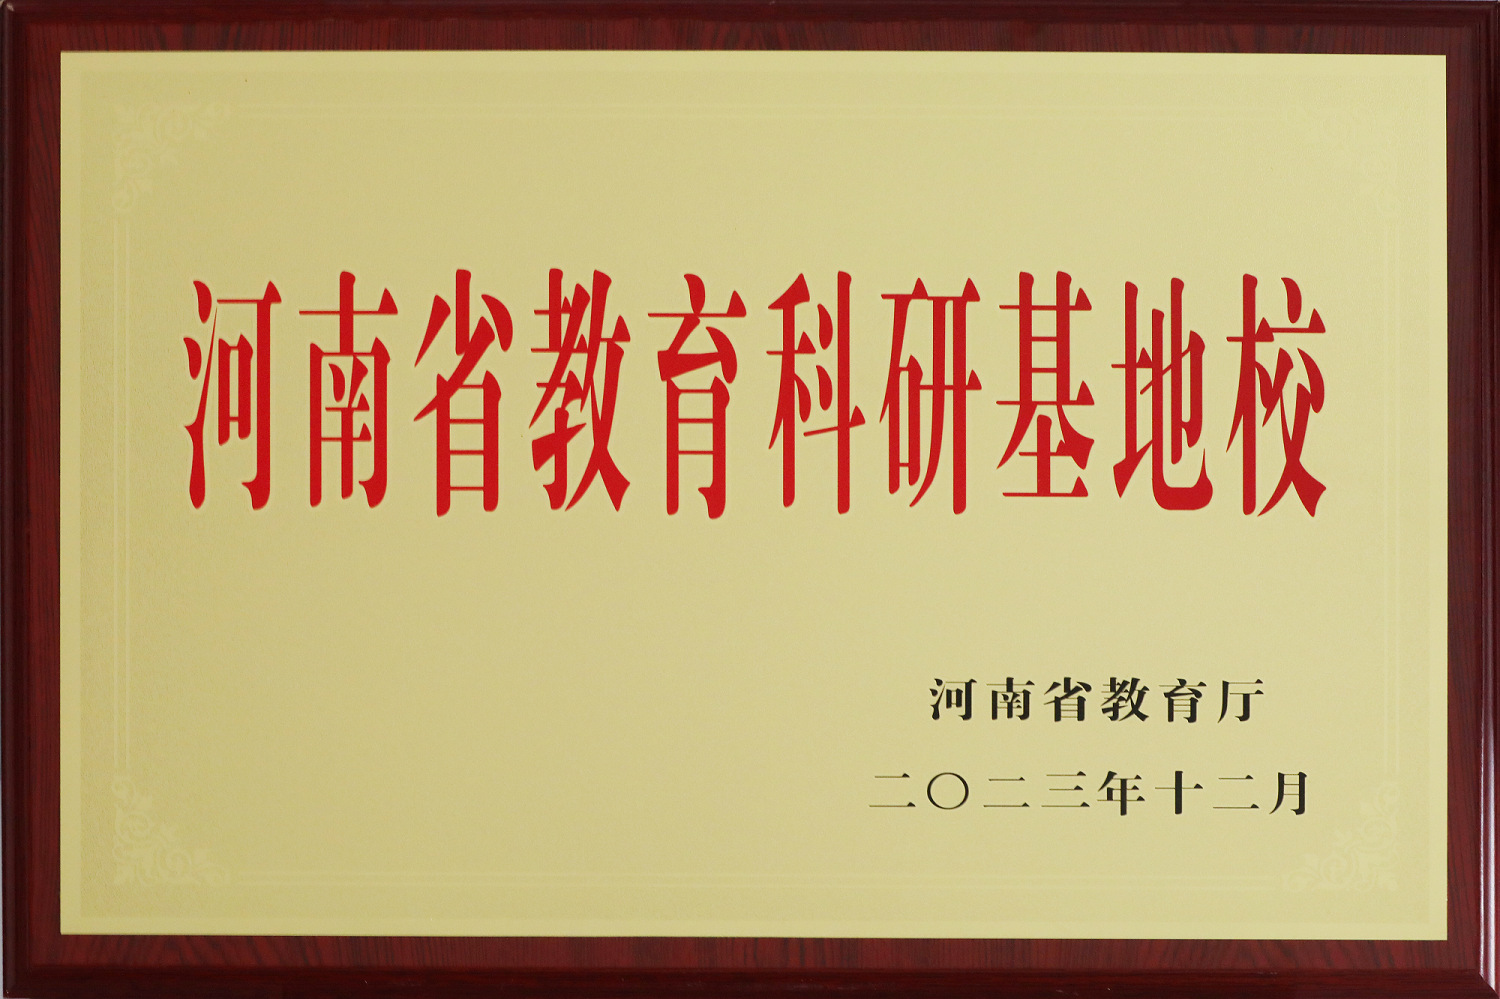 河南省教育科研基地校
河南省教育厅
二〇二三年十二月